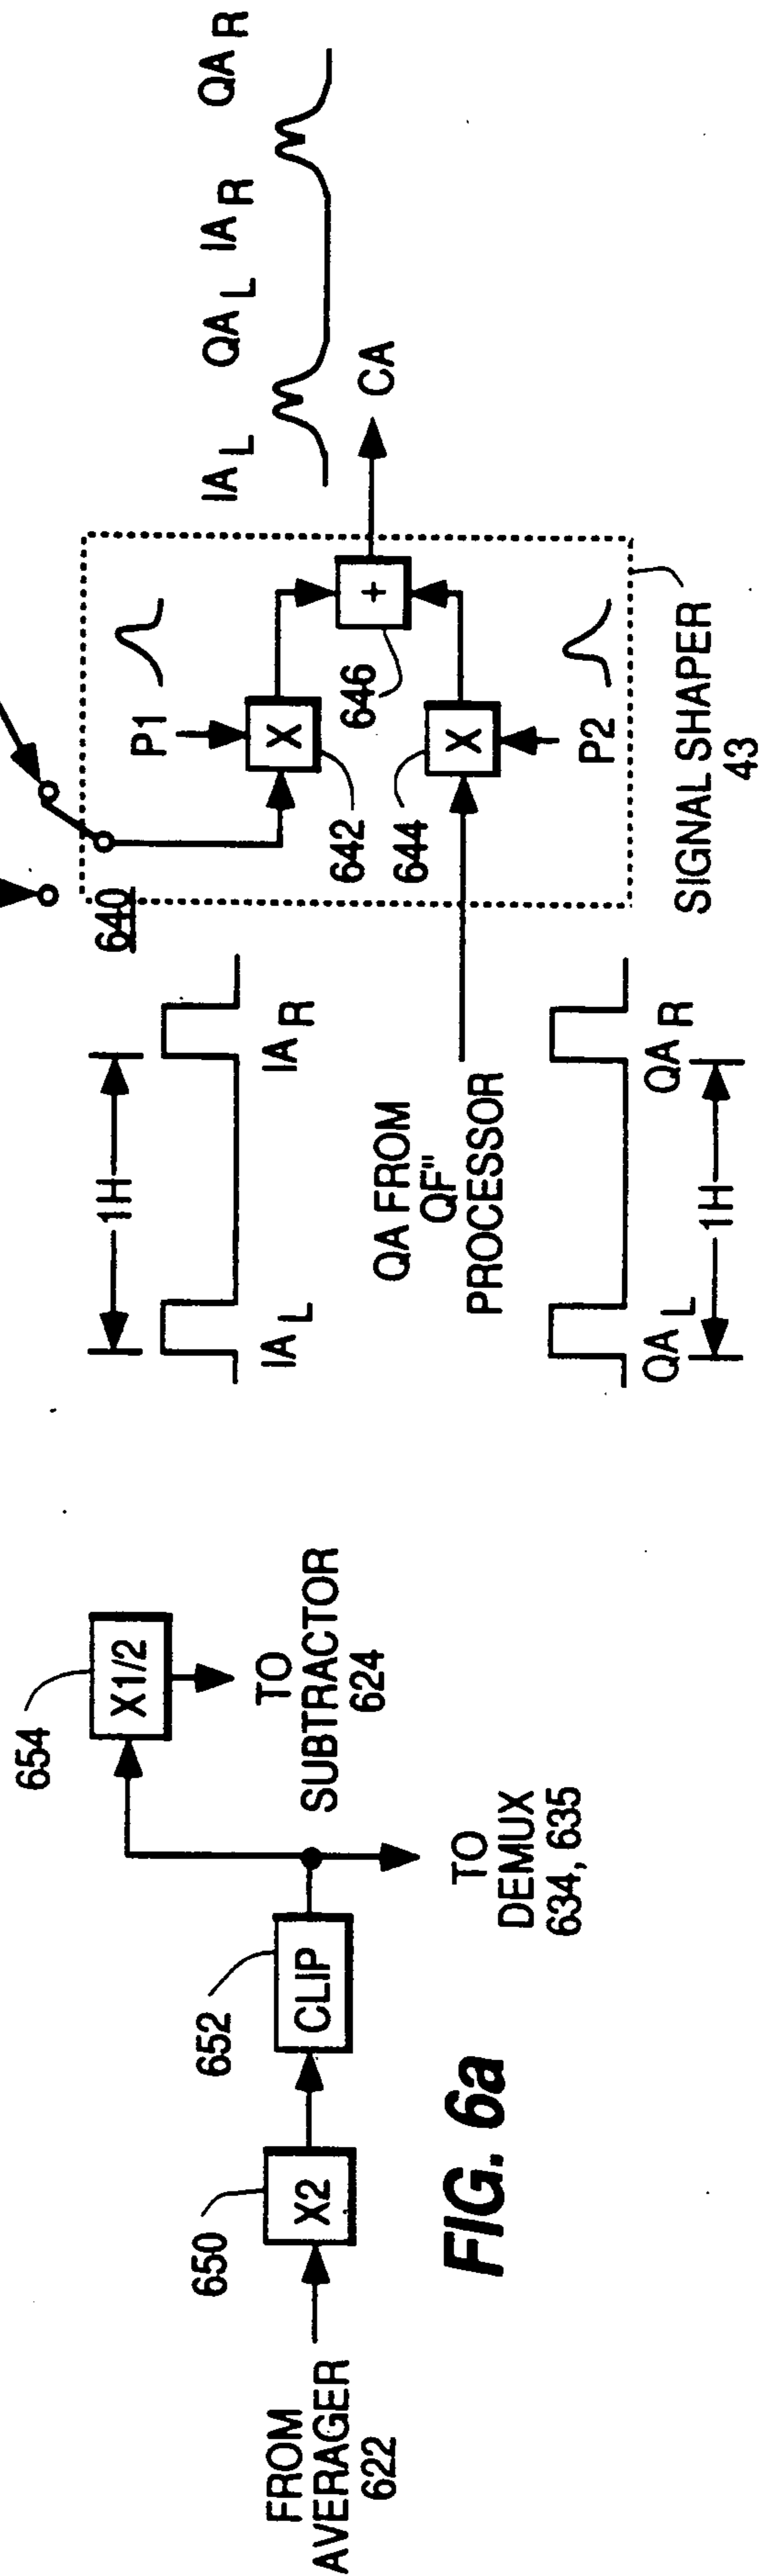 654
X1/2
TO
SUBTRACTOR
624
652
CLIP
TO
DEMUX
634, 635
650
X2
FROM
AVERAGER
622
FIG. 6a
1H
IA L
IA R
QA FROM
QF"
PROCESSOR
QA L
QA R
1H
640
P1
X
642
646
+
644
X
P2
SIGNAL SHAPER
43
CA
IA L QA L IA R QA R